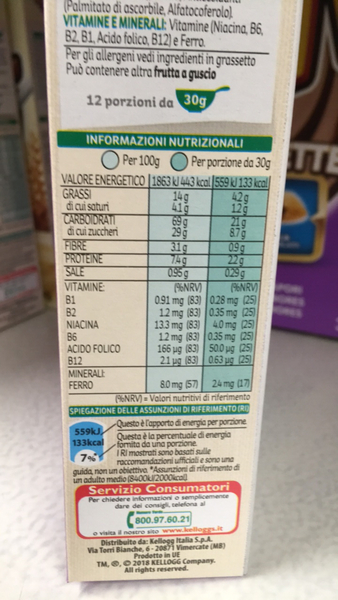 (Palmitato di ascorbile, Alfatocoferolo).
VITAMINE E MINERALI: Vitamine (Niacina, B6,
B2, B1, Acido folico, B12) e Ferro.
Per gli allergeni vedi ingredienti in grassetto
Può contenere altra frutta a guscio
12 porzioni da 30g
INFORMAZIONI NUTRIZIONALI
Per 100g Per porzione da 30g
VALORE ENERGETICO 1863 kJ 443 kcal 559 kJ 133 kcal
GRASSI 14 g 4.2 g
di cui saturi 4.1 g 1.2 g
CARBOIDRATI 69 g 21 g
di cui zuccheri 29 g 8.7 g
FIBRE 3.1 g 0.9 g
PROTEINE 7.4 g 2.2 g
SALE 0.95 g 0.29 g
VITAMINE: (%NRV) (%NRV)
B1 0.91 mg (83) 0.28 mg (25)
B2 1.2 mg (83) 0.35 mg (25)
NIACINA 13.3 mg (83) 4.0 mg (25)
B6 1.2 mg (83) 0.35 mg (25)
ACIDO FOLICO 166 µg (83) 50.0 µg (25)
B12 2.1 µg (83) 0.63 µg (25)
MINERALI:
FERRO 8.0 mg (57) 2.4 mg (17)
(%NRV) = Valori nutritivi di riferimento
SPIEGAZIONE DELLE ASSUNZIONI DI RIFERIMENTO (RI)
559kJ
133kcal
7%*
Questo è l'apporto di energia per porzione.
Questa è la percentuale di energia
fornita da una porzione.
I RI mostrati sono basati sulle
raccomandazioni ufficiali e sono una
guida, non un obiettivo. *Assunzioni di riferimento di
un adulto medio (8400kJ/2000kcal)
Servizio Consumatori
Per chiedere informazioni o semplicemente
dare dei consigli, telefona al
Numero Verde
800.97.60.21
o visita il nostro sito www.kelloggs.it
Distribuito da: Kellogg Italia S.p.A.
Via Torri Bianche, 6 - 20871 Vimercate (MB)
Prodotto in UE
TM, ®, © 2018 KELLOGG Company.
All rights reserved.